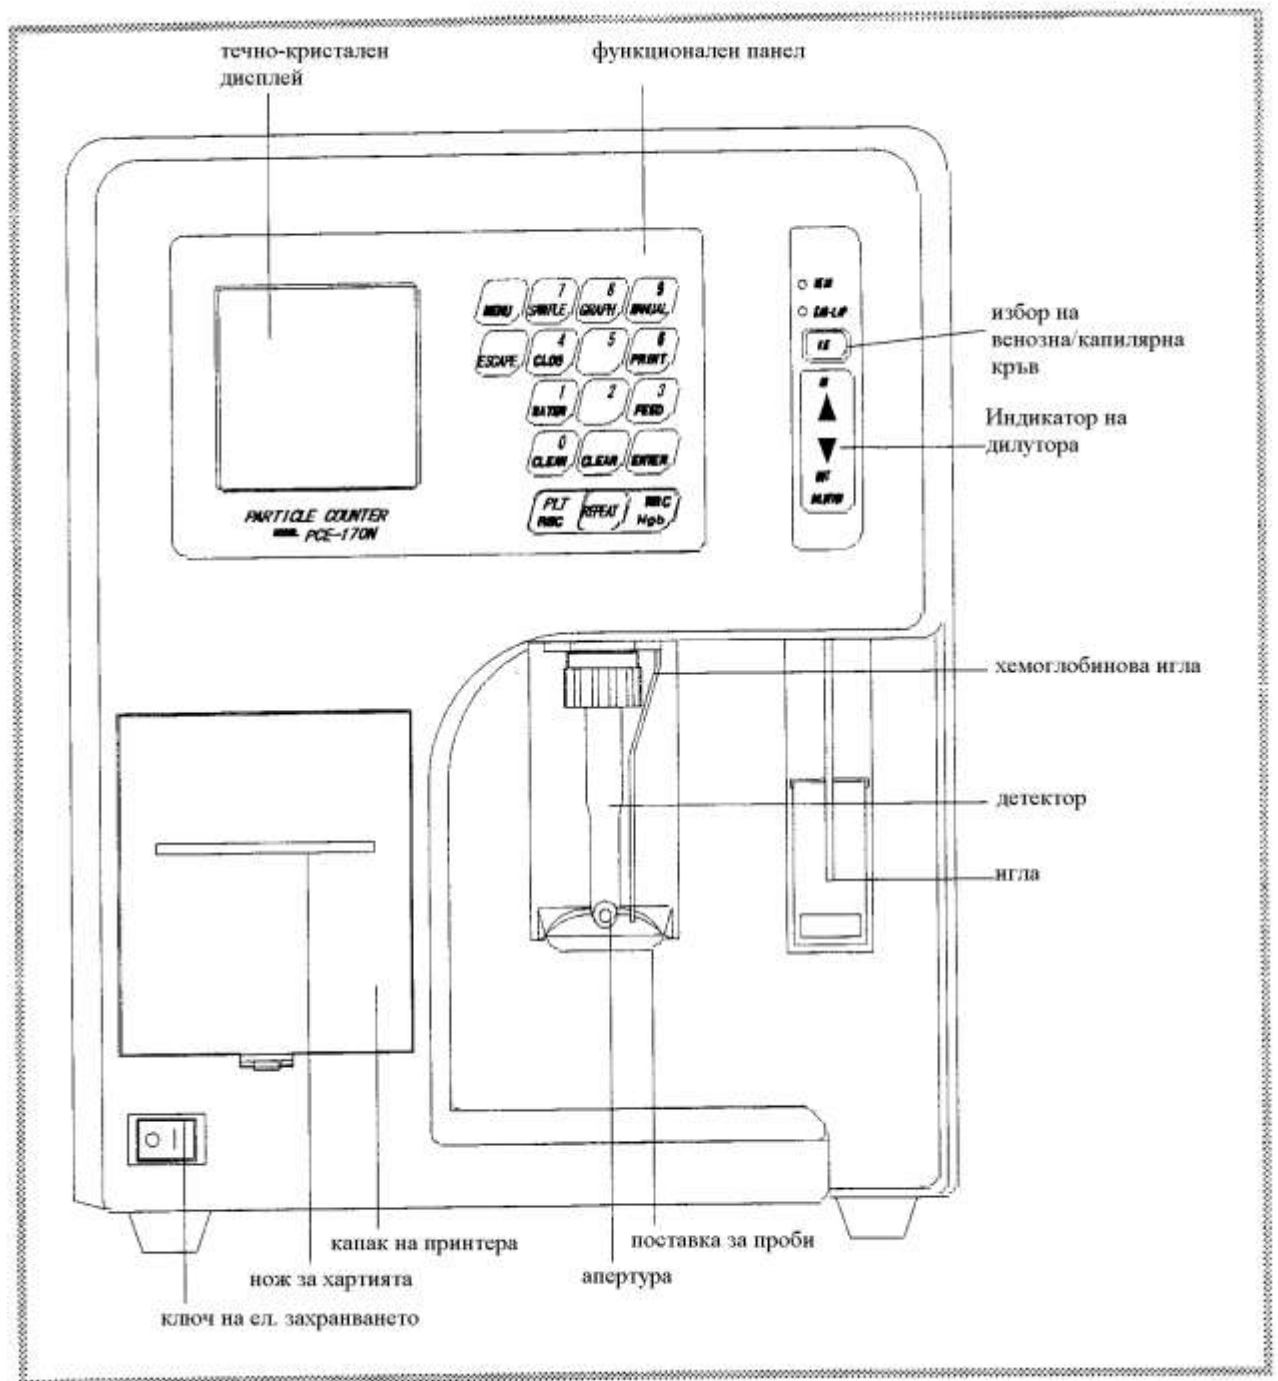 течно-кристален
дисплей
функционален панел
MENU
7
SAMPLE
8
GRAPH
9
MANUAL
ESCAPE
4
CLOG
5
6
PRINT
1
2
3
FEED
0
CLEAN
CLEAR
ENTER
PLT
RBC
REPEAT
WBC
Hgb
PARTICLE COUNTER
MODEL PCE-170N
избор на
венозна/капилярна
кръв
Индикатор на
дилутора
хемоглобинова игла
детектор
игла
капак на принтера
поставка за проби
нож за хартията
апертура
ключ на ел. захранването